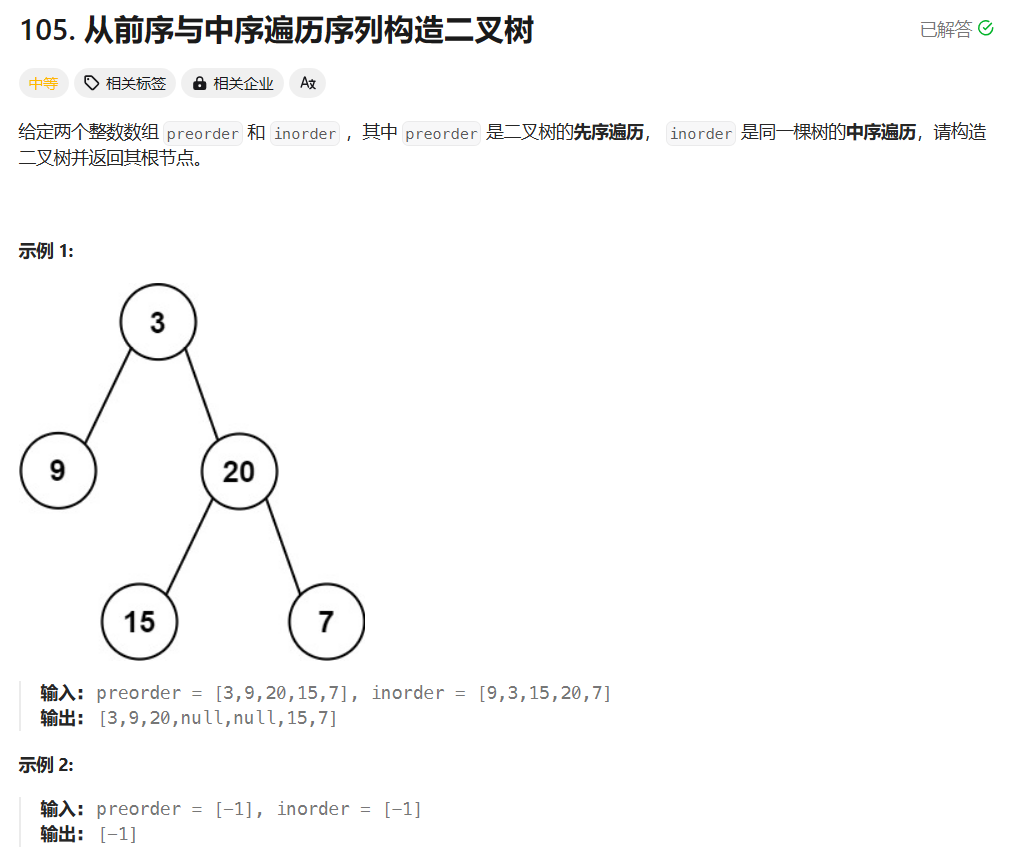 105. 从前序与中序遍历序列构造二叉树
已解答
中等 相关标签 相关企业 Aあ
给定两个整数数组 preorder 和 inorder ，其中 preorder 是二叉树的先序遍历， inorder 是同一棵树的中序遍历，请构造
二叉树并返回其根节点。
示例 1:
3
9
20
15
7
输入: preorder = [3,9,20,15,7], inorder = [9,3,15,20,7]
输出: [3,9,20,null,null,15,7]
示例 2:
输入: preorder = [-1], inorder = [-1]
输出: [-1]